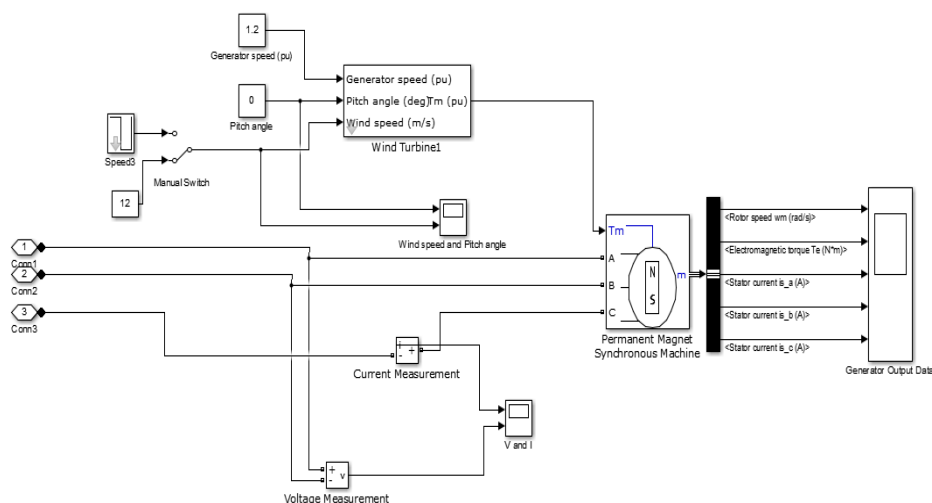 1.2
Generator speed (pu)
Generator speed (pu)
0
Pitch angle (deg)
Tm (pu)
Pitch angle
Wind speed (m/s)
Wind Turbine1
Speed3
Manual Switch
12
Wind speed and Pitch angle
1
Conn1
2
Conn2
3
Conn3
Tm
A
B
C
N
S
m
Permanent Magnet
Synchronous Machine
<Rotor speed wm (rad/s)>
<Electromagnetic torque Te (N*m)>
<Stator current is_a (A)>
<Stator current is_b (A)>
<Stator current is_c (A)>
Generator Output Data
i
+
-
Current Measurement
V and I
+
-
v
Voltage Measurement